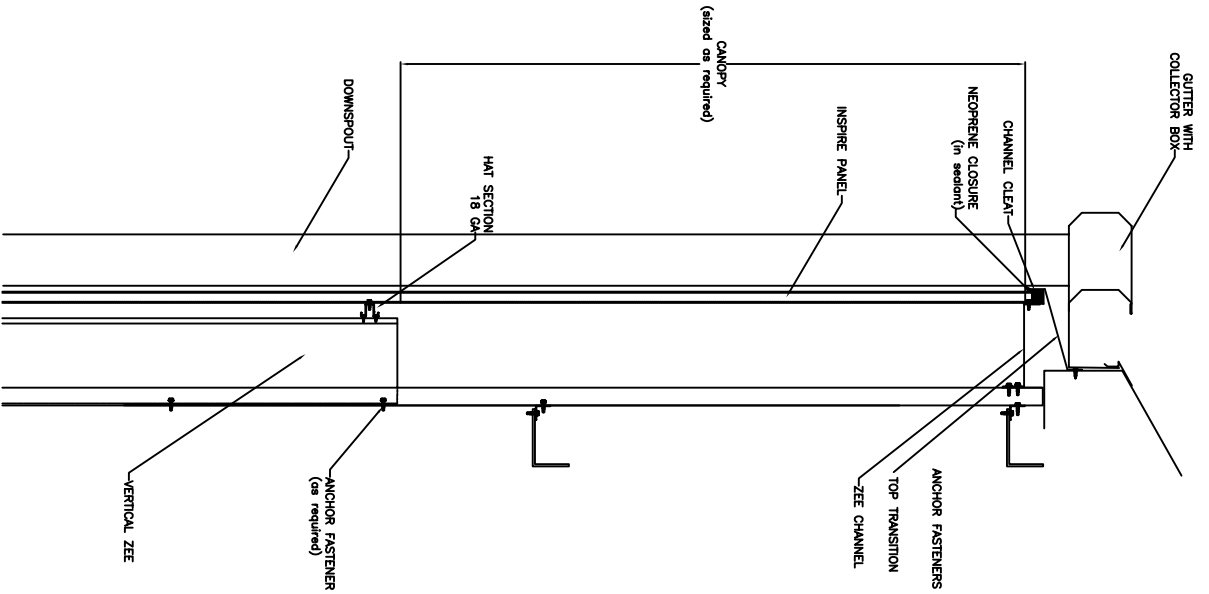 GUTTER WITH
COLLECTOR BOX
CHANNEL CLEAT
NEOPRENE CLOSURE
(in sealant)
INSPIRE PANEL
CANOPY
(sized as required)
HAT SECTION
18 GA
DOWNSPOUT
ANCHOR FASTENERS
TOP TRANSITION
ZEE CHANNEL
ANCHOR FASTENER
(as required)
VERTICAL ZEE